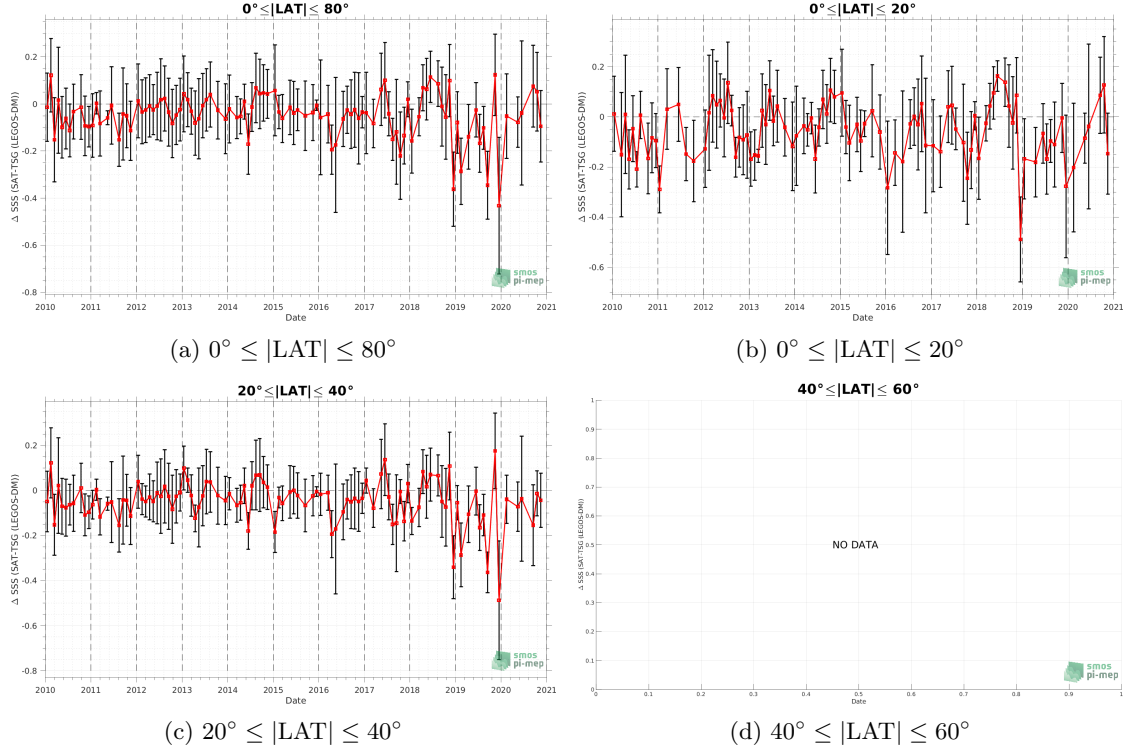 0°≤|LAT|≤ 80°
Δ SSS (SAT-TSG (LEGOS-DM))
0.2
0
-0.2
-0.4
-0.6
-0.8
2010 2011 2012 2013 2014 2015 2016 2017 2018 2019 2020 2021
Date
smos
pi-mep
(a) 0° ≤ |LAT| ≤ 80°
0°≤|LAT|≤ 20°
Δ SSS (SAT-TSG (LEGOS-DM))
0.2
0
-0.2
-0.4
-0.6
2010 2011 2012 2013 2014 2015 2016 2017 2018 2019 2020 2021
Date
smos
pi-mep
(b) 0° ≤ |LAT| ≤ 20°
20°≤|LAT|≤ 40°
Δ SSS (SAT-TSG (LEGOS-DM))
0.2
0
-0.2
-0.4
-0.6
-0.8
2010 2011 2012 2013 2014 2015 2016 2017 2018 2019 2020 2021
Date
smos
pi-mep
(c) 20° ≤ |LAT| ≤ 40°
40°≤|LAT|≤ 60°
Δ SSS (SAT-TSG (LEGOS-DM))
1
0.9
0.8
0.7
0.6
0.5
0.4
0.3
0.2
0.1
0
NO DATA
0 0.1 0.2 0.3 0.4 0.5 0.6 0.7 0.8 0.9 1
Date
smos
pi-mep
(d) 40° ≤ |LAT| ≤ 60°